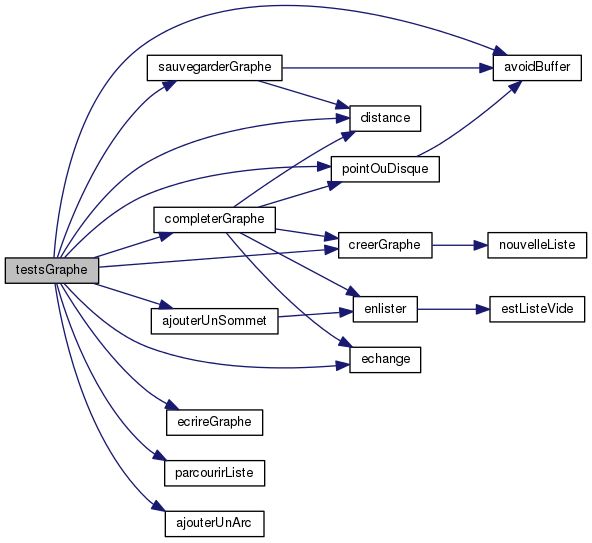 avoidBuffer
sauvegarderGraphe
distance
pointOuDisque
completerGraphe
creerGraphe
nouvelleListe
testsGraphe
enlister
estListeVide
ajouterUnSommet
echange
ecrireGraphe
parcourirListe
ajouterUnArc